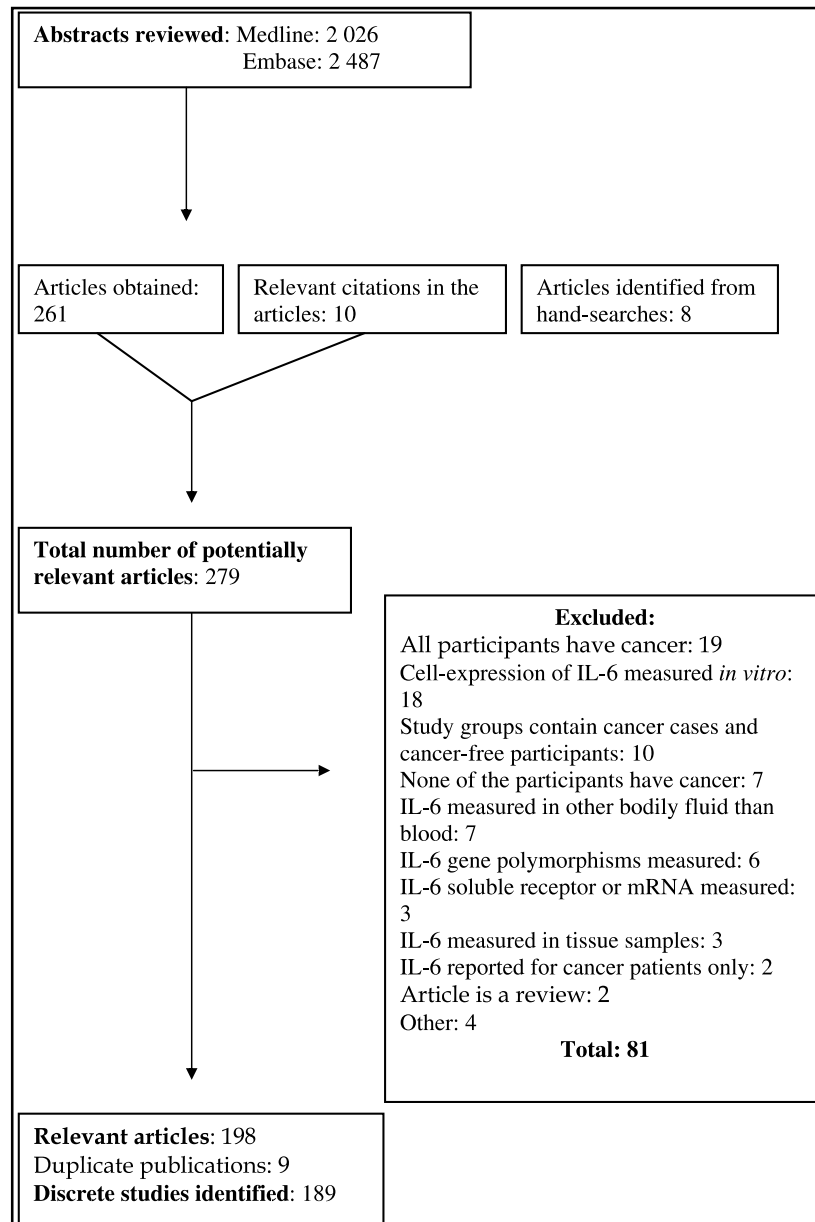 Abstracts reviewed: Medline: 2 026
Embase: 2 487
Articles obtained:
261
Relevant citations in the
articles: 10
Articles identified from
hand-searches: 8
Total number of potentially
relevant articles: 279
Excluded:
All participants have cancer: 19
Cell-expression of IL-6 measured in vitro:
18
Study groups contain cancer cases and
cancer-free participants: 10
None of the participants have cancer: 7
IL-6 measured in other bodily fluid than
blood: 7
IL-6 gene polymorphisms measured: 6
IL-6 soluble receptor or mRNA measured:
3
IL-6 measured in tissue samples: 3
IL-6 reported for cancer patients only: 2
Article is a review: 2
Other: 4
Total: 81
Relevant articles: 198
Duplicate publications: 9
Discrete studies identified: 189